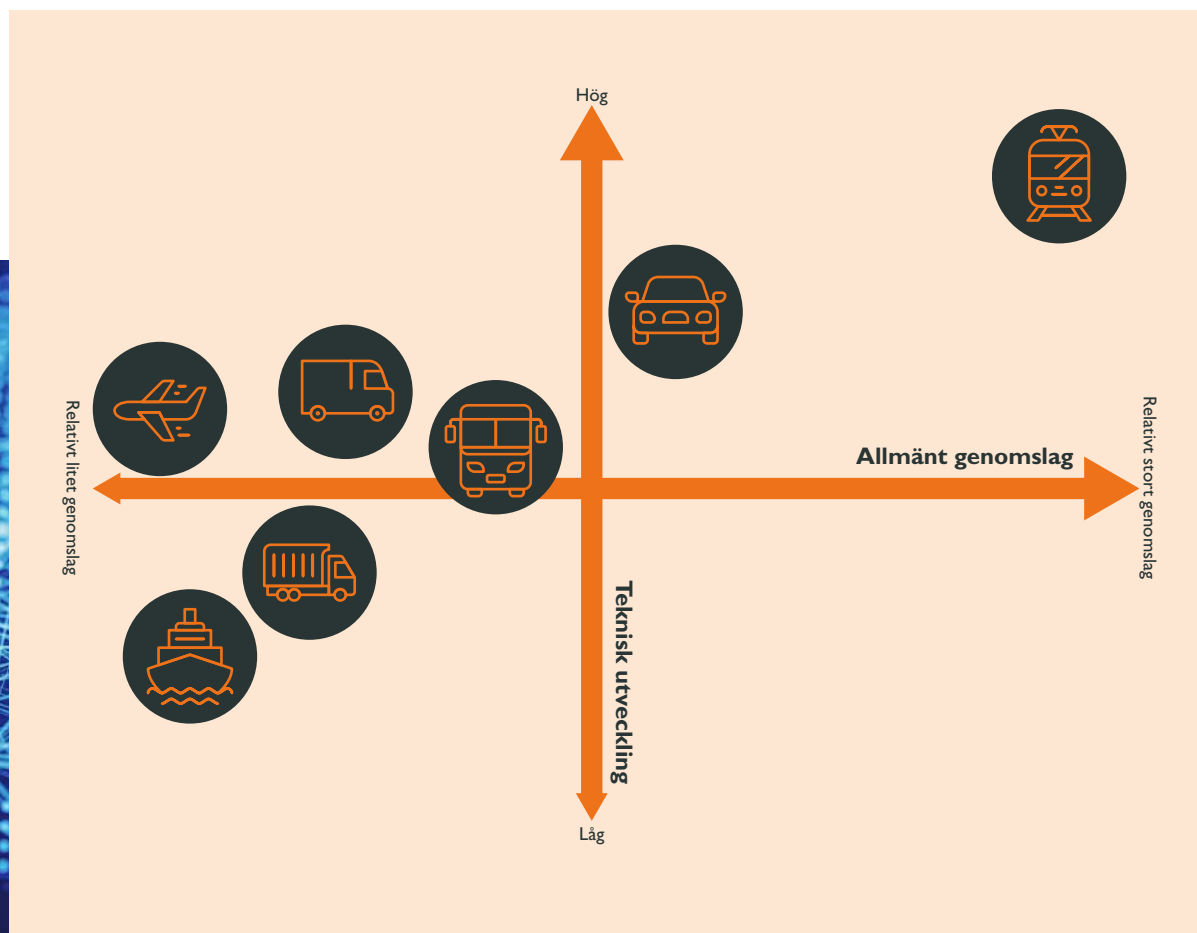 Hög
Allmänt genomslag
Relativt litet genomslag
Relativt stort genomslag
Teknisk utveckling
Låg